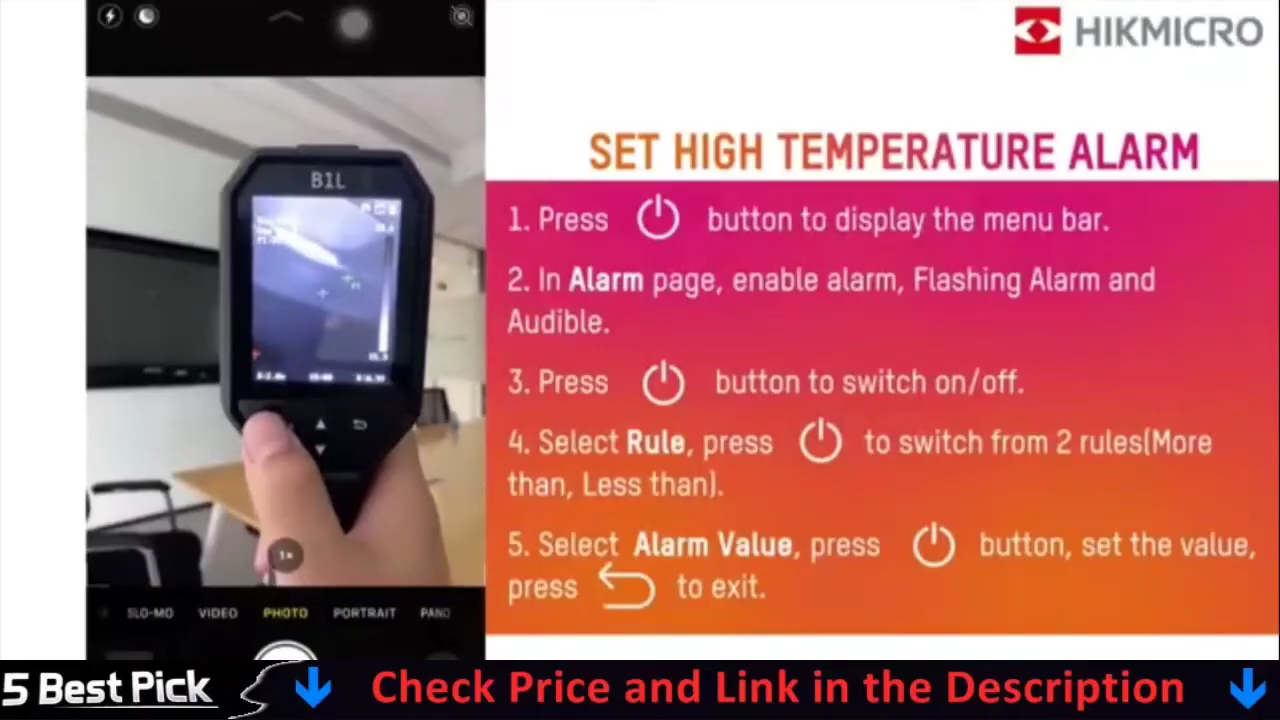 HIKMICRO
B1L
SET HIGH TEMPERATURE ALARM
1. Press button to display the menu bar.
2. In Alarm page, enable alarm, Flashing Alarm and
Audible.
3. Press button to switch on/off.
4. Select Rule, press to switch from 2 rules(More
than, Less than).
5. Select Alarm Value, press button, set the value,
press to exit.
1x
SLO-MO VIDEO PHOTO PORTRAIT PANO
5 Best Pick
Check Price and Link in the Description